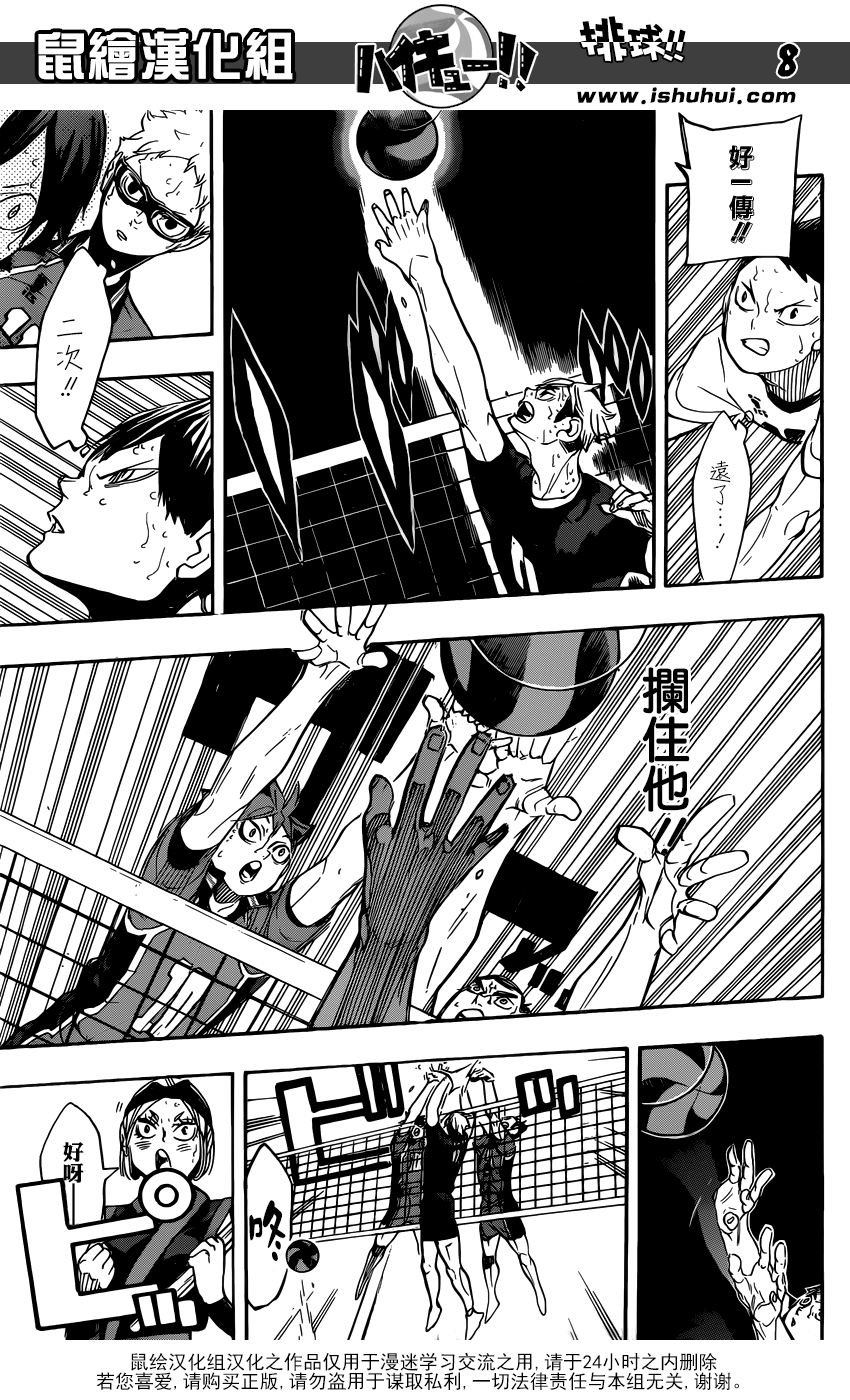 鼠繪漢化組
ハイキュー!!
排球!!
8
www.ishuhui.com
好一傳!!
遠了…!
二次!!
攔住他!!
ド
咚
ド
好呀
鼠绘汉化组汉化之作品仅用于漫迷学习交流之用, 请于24小时之内删除
若您喜爱, 请购买正版, 请勿盗用于谋取私利, 一切法律责任与本组无关, 谢谢。